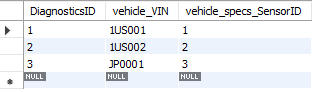 DiagnosticsID vehicle_VIN vehicle_specs_SensorID
1 1US001 1
2 1US002 2
3 JP0001 3
NULL NULL NULL